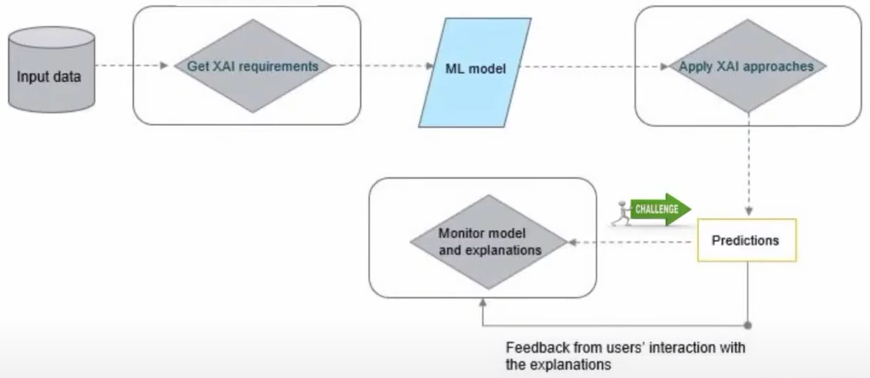 Input data
Get XAI requirements
ML model
Apply XAI approaches
CHALLENGE
Monitor model
and explanations
Predictions
Feedback from users' interaction with
the explanations